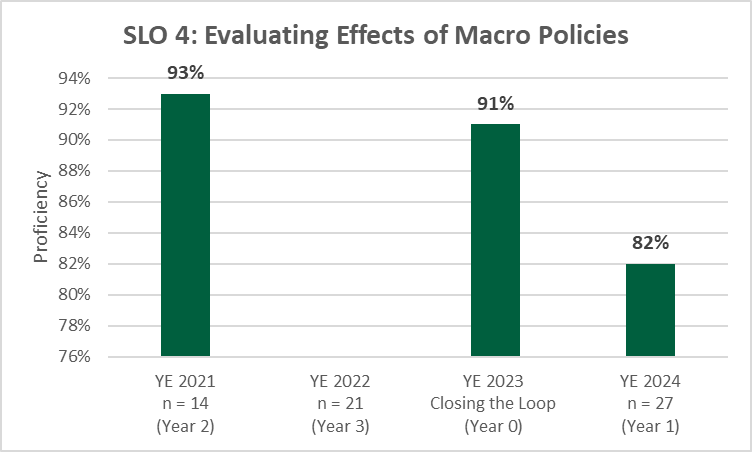 SLO 4: Evaluating Effects of Macro Policies
94%
92%
90%
88%
86%
84%
82%
80%
78%
76%
Proficiency
93%
91%
82%
YE 2021
n = 14
(Year 2)
YE 2022
n = 21
(Year 3)
YE 2023
Closing the Loop
(Year 0)
YE 2024
n = 27
(Year 1)